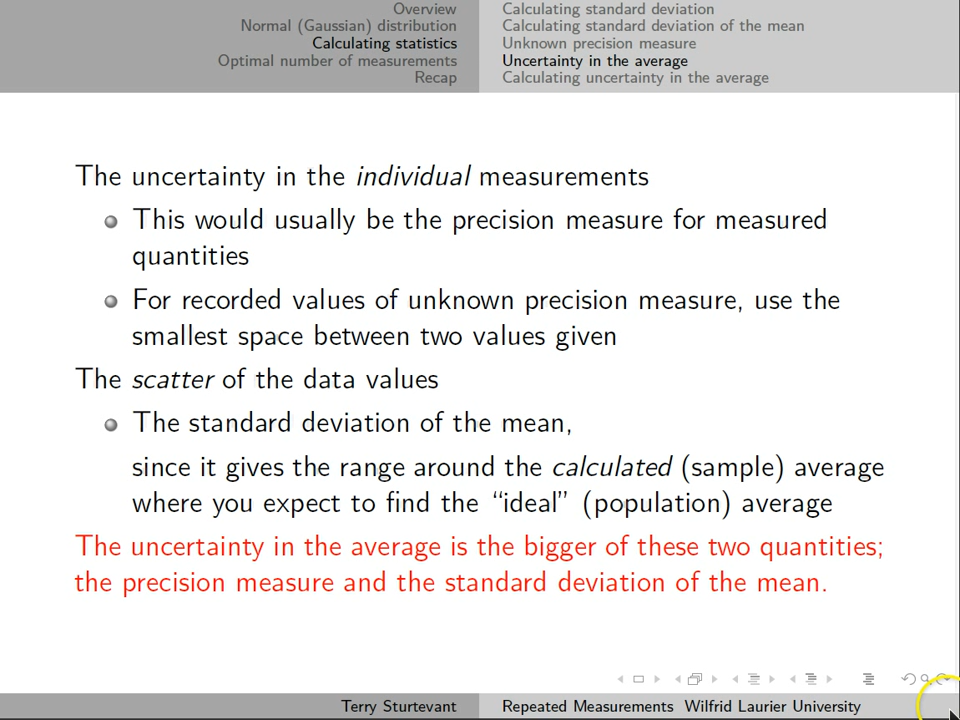 Overview
Normal (Gaussian) distribution
Calculating statistics
Optimal number of measurements
Recap
Calculating standard deviation
Calculating standard deviation of the mean
Unknown precision measure
Uncertainty in the average
Calculating uncertainty in the average
The uncertainty in the individual measurements
This would usually be the precision measure for measured
quantities
For recorded values of unknown precision measure, use the
smallest space between two values given
The scatter of the data values
The standard deviation of the mean,
since it gives the range around the calculated (sample) average
where you expect to find the “ideal” (population) average
The uncertainty in the average is the bigger of these two quantities;
the precision measure and the standard deviation of the mean.
Terry Sturtevant
Repeated Measurements Wilfrid Laurier University